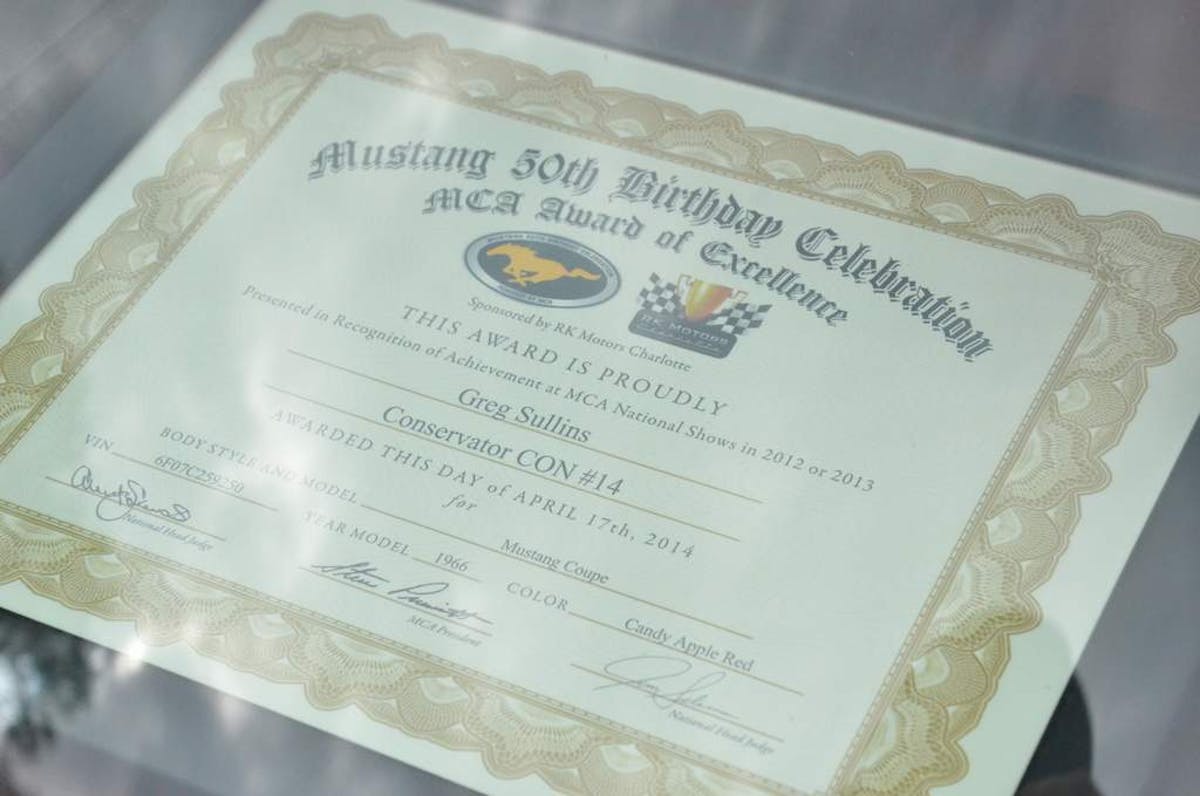 Mustang 50th Birthday Celebration
MCA Award of Excellence
RK MOTORS
Sponsored by RK Motors Charlotte
THIS AWARD IS PROUDLY
Presented in Recognition of Achievement at MCA National Shows in 2012 or 2013
Greg Sullins
Conservator CON #14
AWARDED THIS DAY of APRIL 17th, 2014
for
BODY STYLE AND MODEL Mustang Coupe
VIN 6F07C259250 YEAR MODEL 1966 COLOR Candy Apple Red
National Head Judge
MCA President
National Head Judge